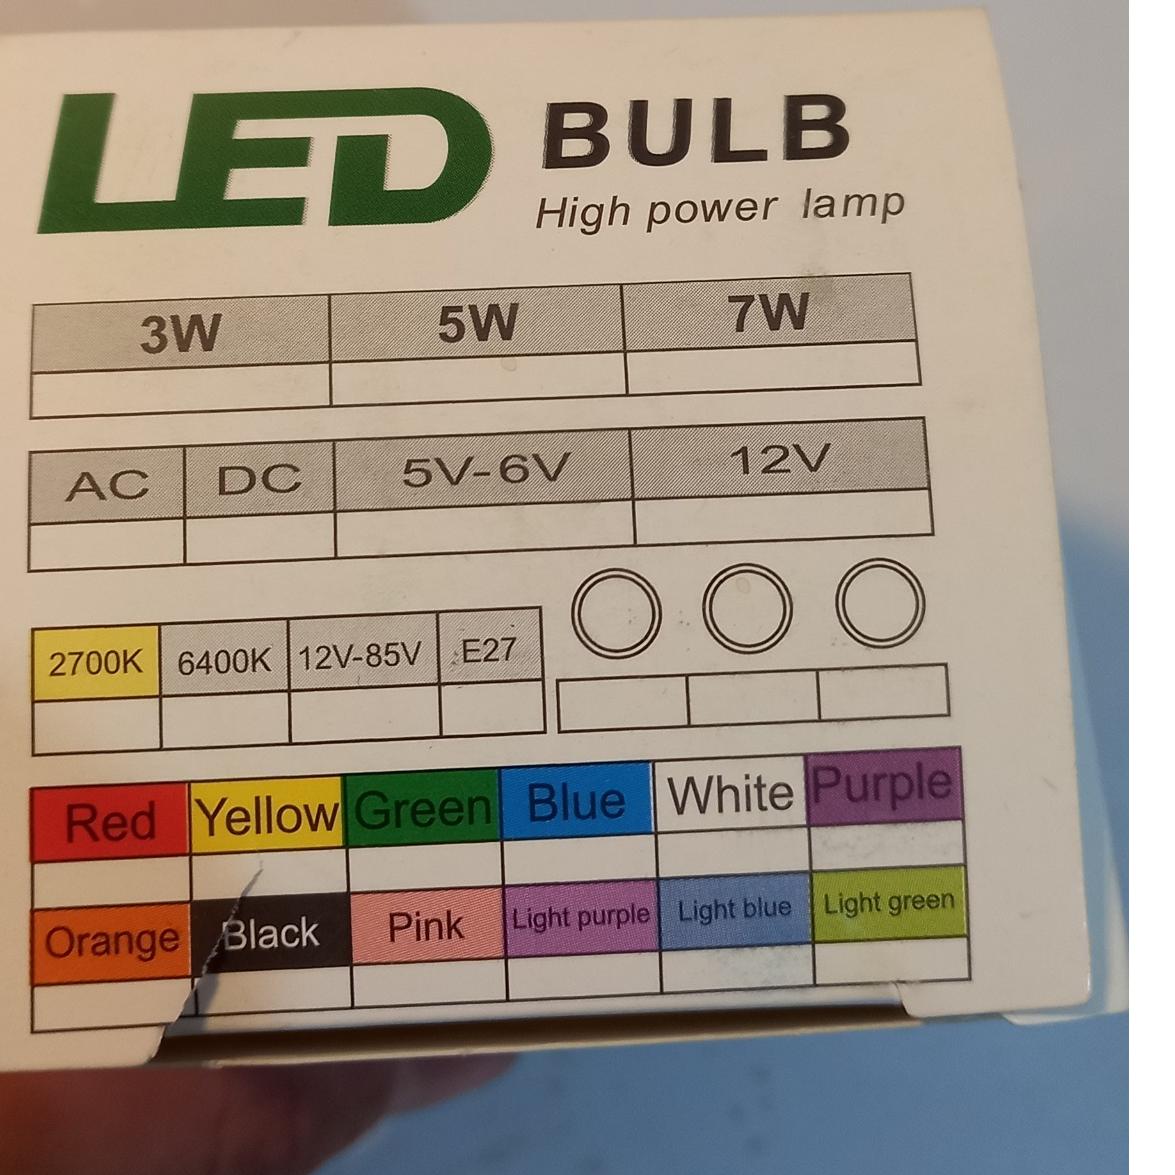 LED BULB
High power lamp
3W 5W 7W
AC DC 5V-6V 12V
2700K 6400K 12V-85V E27
Red Yellow Green Blue White Purple
Orange Black Pink Light purple Light blue Light green